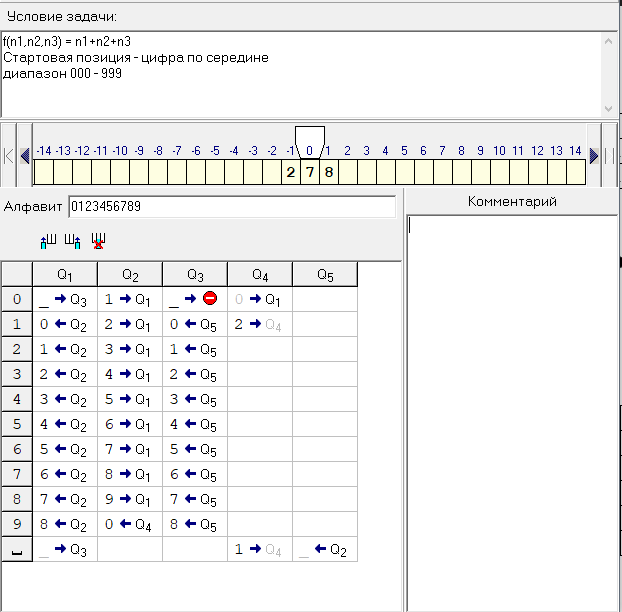 Условие задачи:
f(n1,n2,n3) = n1+n2+n3
Стартовая позиция - цифра по середине
диапазон 000 - 999
-14 -13 -12 -11 -10 -9 -8 -7 -6 -5 -4 -3 -2 -1 0 1 2 3 4 5 6 7 8 9 10 11 12 13 14
2 7 8
Алфавит 0123456789
Комментарий
Q1 Q2 Q3 Q4 Q5
0 _ → Q3 1 → Q1 _ → 0 → Q1
1 0 ← Q2 2 → Q1 0 ← Q5 2 → Q4
2 1 ← Q2 3 → Q1 1 ← Q5
3 2 ← Q2 4 → Q1 2 ← Q5
4 3 ← Q2 5 → Q1 3 ← Q5
5 4 ← Q2 6 → Q1 4 ← Q5
6 5 ← Q2 7 → Q1 5 ← Q5
7 6 ← Q2 8 → Q1 6 ← Q5
8 7 ← Q2 9 → Q1 7 ← Q5
9 8 ← Q2 0 ← Q4 8 ← Q5
␣ _ → Q3 1 → Q4 _ ← Q2